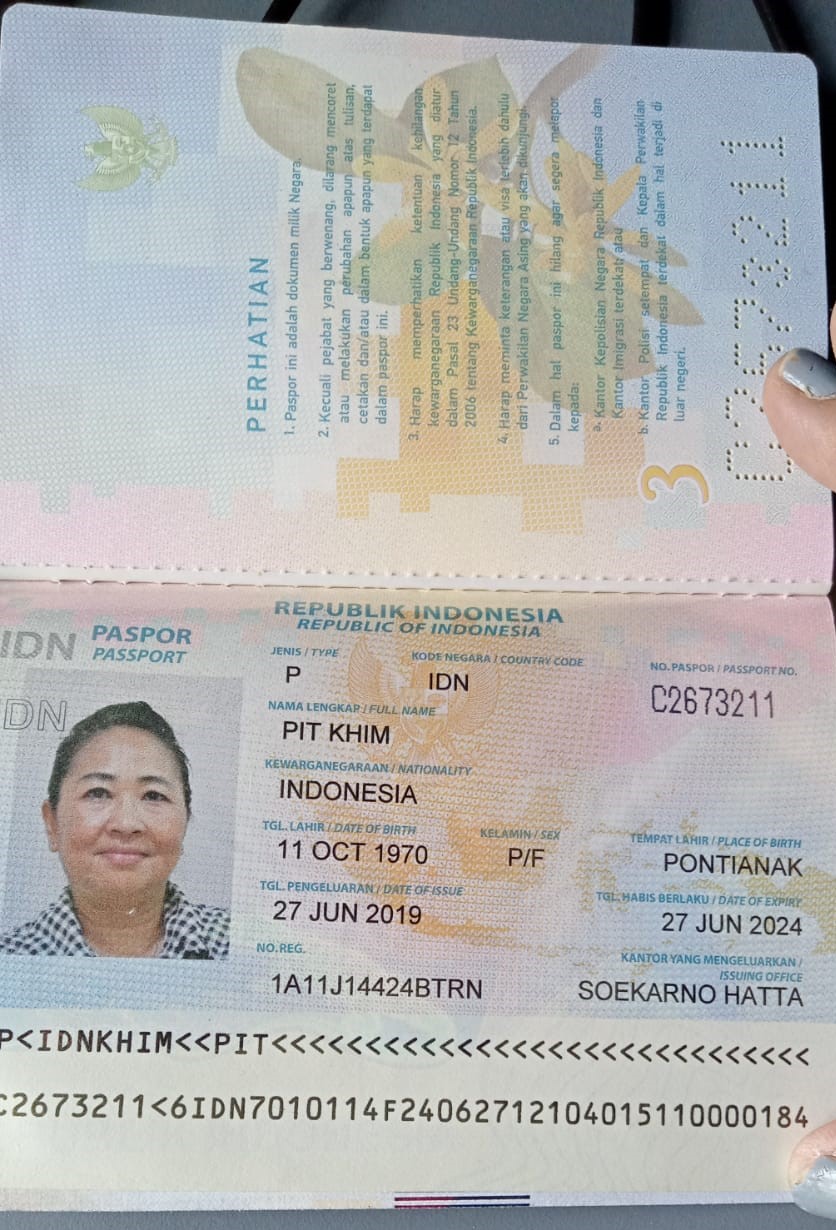 PERHATIAN
1. Paspor ini adalah dokumen milik Negara.
2. Kecuali pejabat yang berwenang, dilarang mencoret
atau melakukan perubahan apapun atas tulisan,
cetakan dan/atau dalam bentuk apapun yang terdapat
dalam paspor ini.
3. Harap memperhatikan ketentuan kehilangan
kewarganegaraan Republik Indonesia yang diatur
dalam Pasal 23 Undang-Undang Nomor 12 Tahun
2006 tentang Kewarganegaraan Republik Indonesia.
4. Harap meminta keterangan atau visa terlebih dahulu
dari Perwakilan Negara Asing yang akan dikunjungi.
5. Dalam hal paspor ini hilang agar segera melapor
kepada:
a. Kantor Kepolisian Negara Republik Indonesia dan
Kantor Imigrasi terdekat; atau
b. Kantor Polisi setempat dan Kepala Perwakilan
Republik Indonesia terdekat dalam hal terjadi di
luar negeri.
3
REPUBLIK INDONESIA
REPUBLIC OF INDONESIA
IDN PASPOR
PASSPORT
IDN
JENIS / TYPE KODE NEGARA / COUNTRY CODE NO. PASPOR / PASSPORT NO.
P IDN C2673211
NAMA LENGKAP / FULL NAME
PIT KHIM
KEWARGANEGARAAN / NATIONALITY
INDONESIA
TGL. LAHIR / DATE OF BIRTH KELAMIN / SEX TEMPAT LAHIR / PLACE OF BIRTH
11 OCT 1970 P/F PONTIANAK
TGL. PENGELUARAN / DATE OF ISSUE TGL. HABIS BERLAKU / DATE OF EXPIRY
27 JUN 2019 27 JUN 2024
NO. REG. KANTOR YANG MENGELUARKAN /
ISSUING OFFICE
1A11J14424BTRN SOEKARNO HATTA
P<IDNKHIM<<PIT<<<<<<<<<<<<<<<<<<<<<<<<<<<<<<
C2673211<6IDN7010114F2406271210401511000​0184